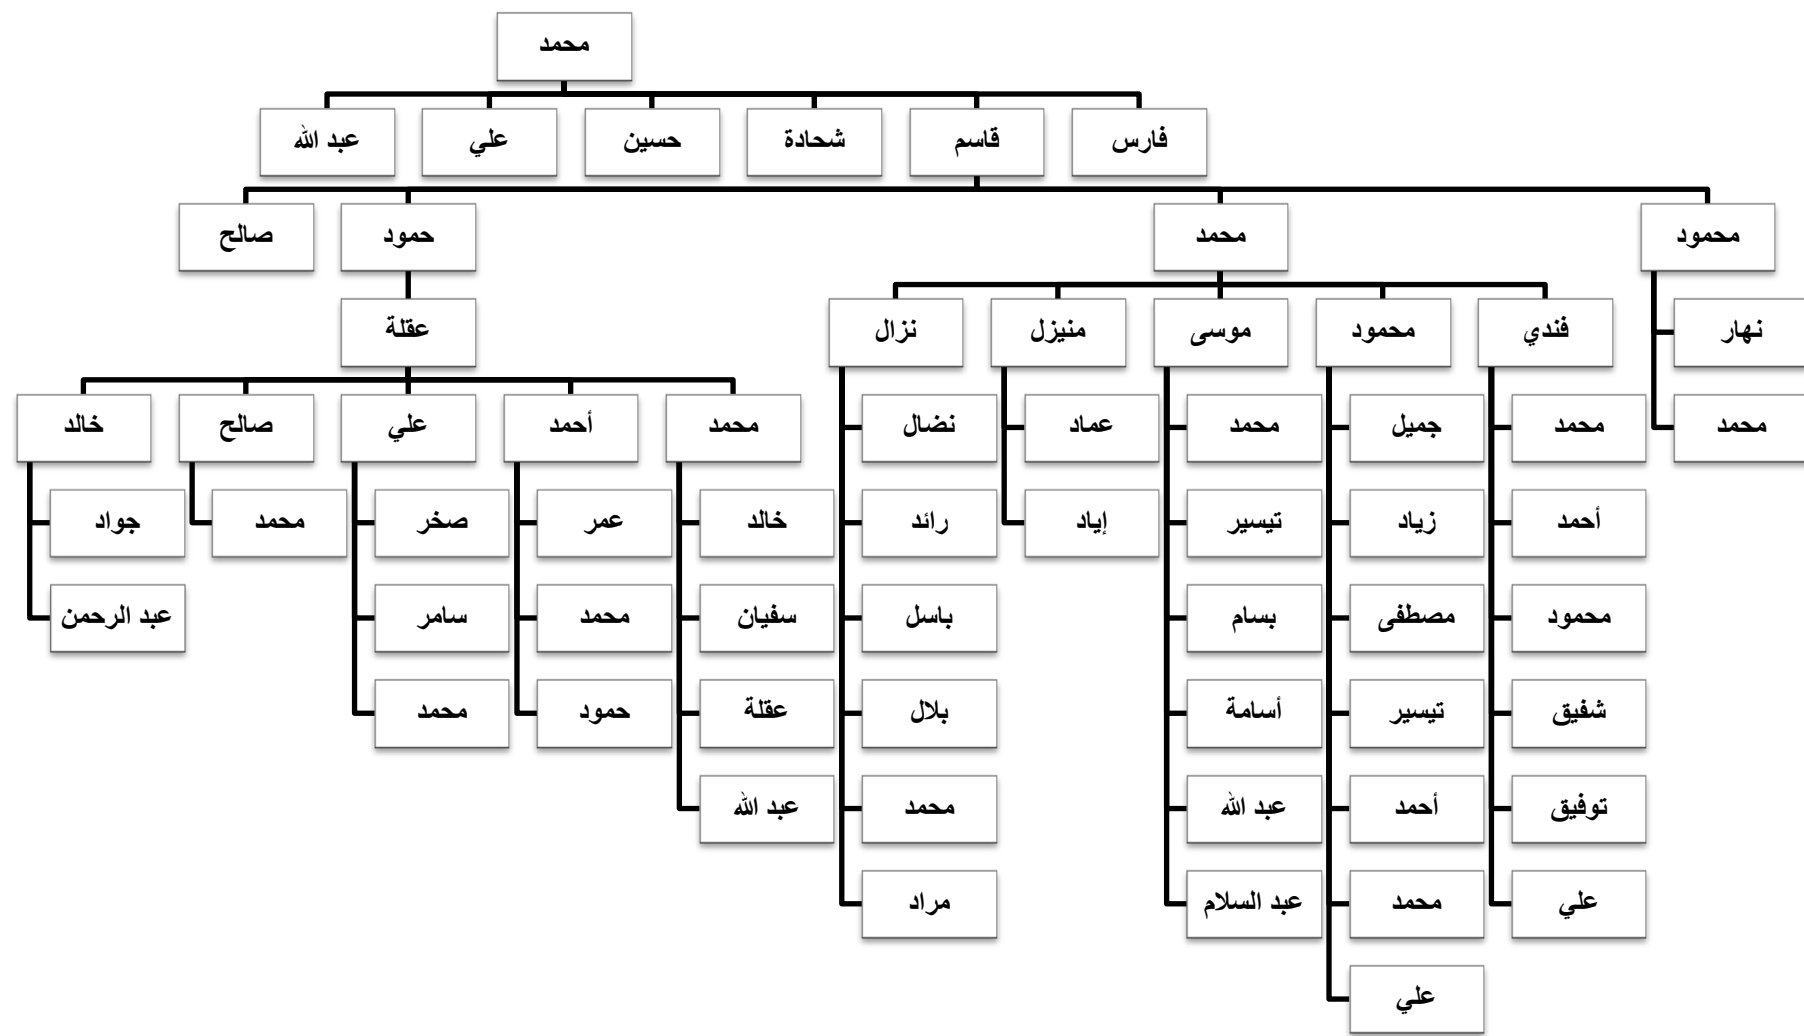 محمد
فارس
قاسم
شحادة
حسين
علي
عبد الله
محمود
محمد
حمود
صالح
نهار
فندي
محمود
موسى
منيزل
نزال
عقلة
محمد
محمد
جميل
محمد
عماد
نضال
محمد
أحمد
علي
صالح
خالد
أحمد
زياد
تيسير
إياد
رائد
خالد
عمر
صخر
محمد
جواد
محمود
مصطفى
بسام
باسل
سفيان
محمد
سامر
عبد الرحمن
شفيق
تيسير
أسامة
بلال
عقلة
حمود
محمد
توفيق
أحمد
عبد الله
محمد
عبد الله
علي
محمد
عبد السلام
مراد
علي